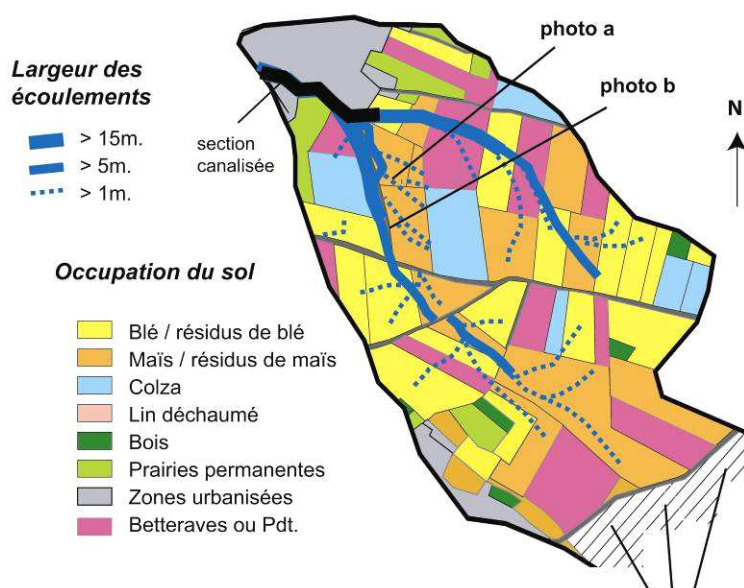 photo a
photo b
Largeur des
écoulements
> 15m.
> 5m.
> 1m.
section
canalisée
N
Occupation du sol
Blé / résidus de blé
Maïs / résidus de maïs
Colza
Lin déchaumé
Bois
Prairies permanentes
Zones urbanisées
Betteraves ou Pdt.